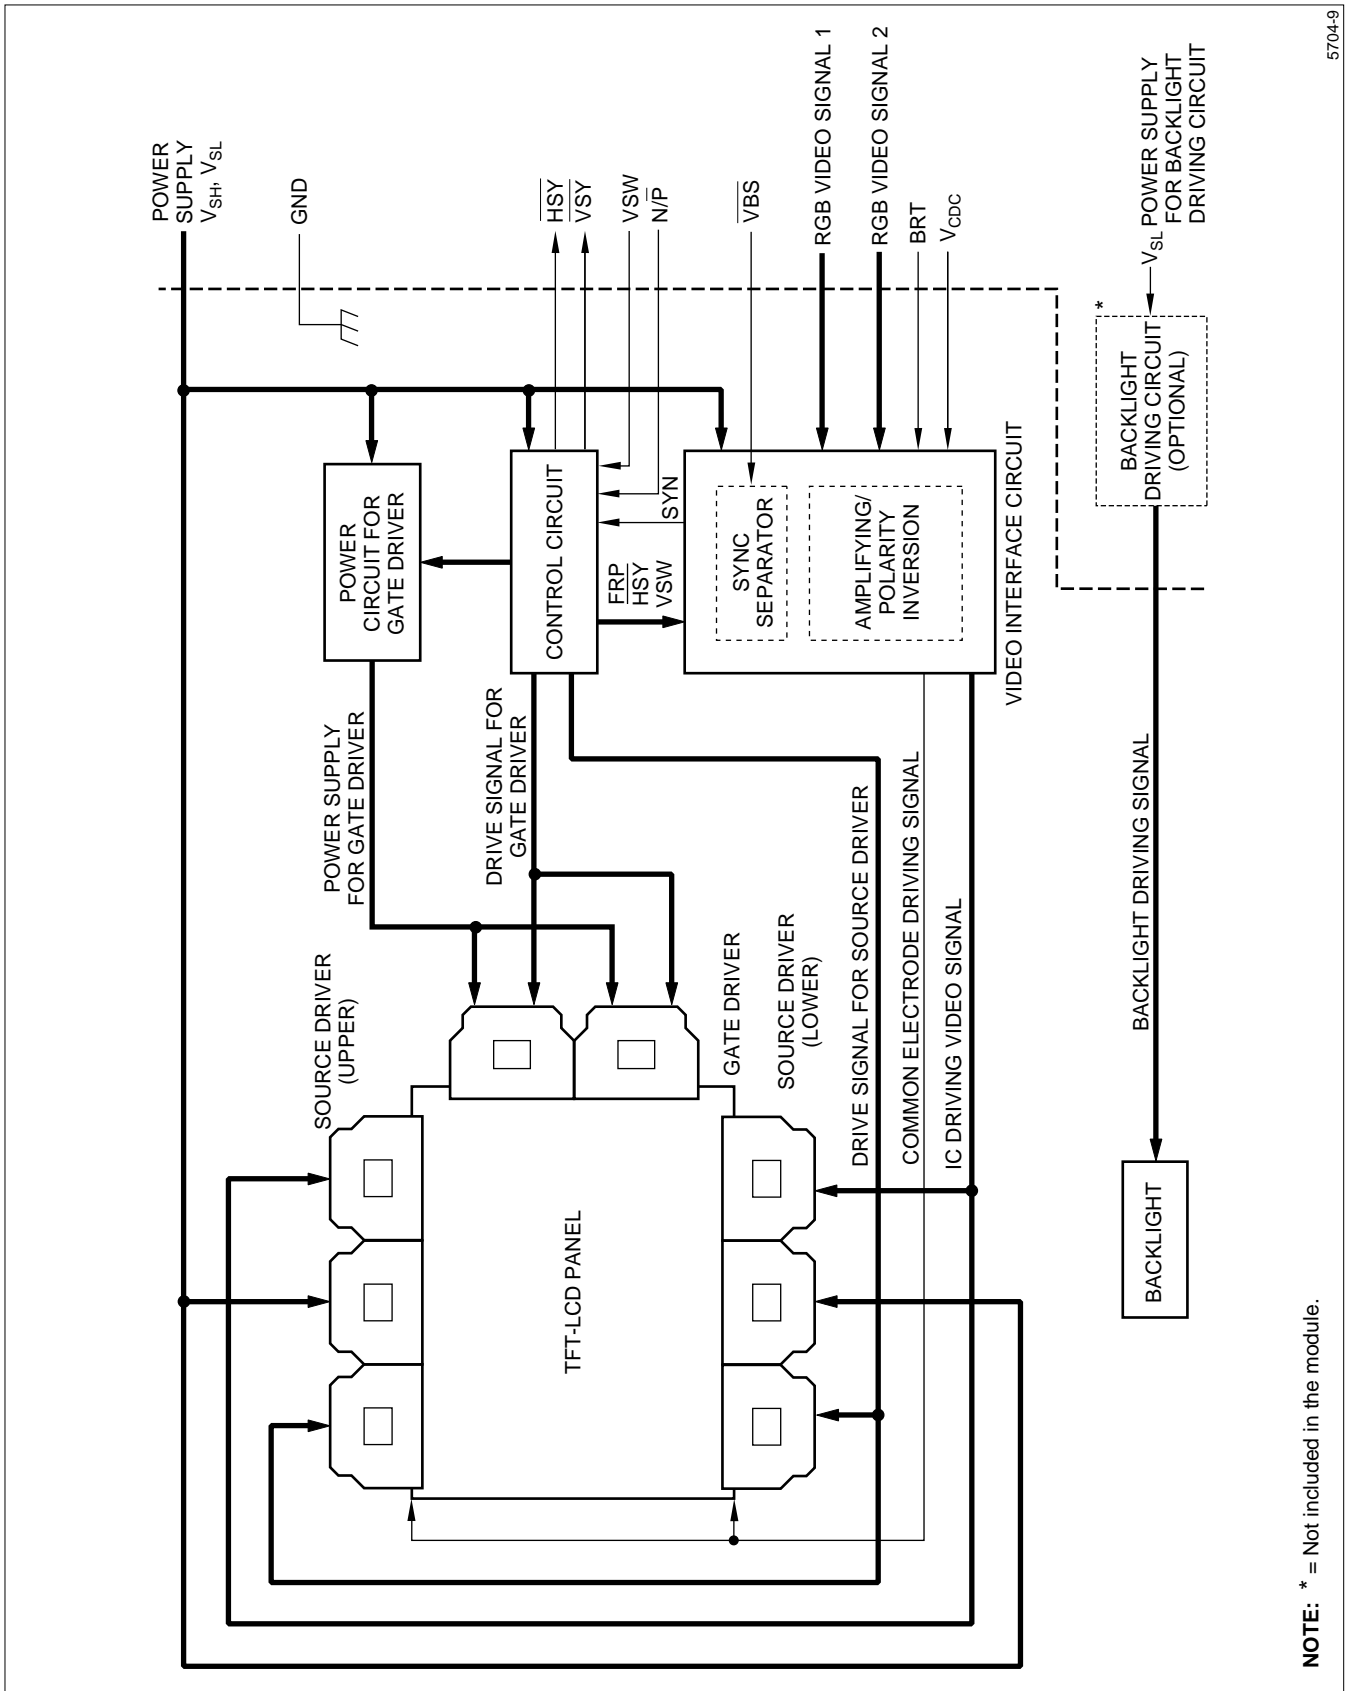 5704-9
POWER
SUPPLY
VSH, VSL
GND
HSY
VSY
VSW
N/P
VBS
RGB VIDEO SIGNAL 1
RGB VIDEO SIGNAL 2
BRT
VCDC
VSL POWER SUPPLY
FOR BACKLIGHT
DRIVING CIRCUIT
*
BACKLIGHT
DRIVING CIRCUIT
(OPTIONAL)
POWER
CIRCUIT FOR
GATE DRIVER
CONTROL CIRCUIT
SYN
FRP
HSY
VSW
SYNC
SEPARATOR
AMPLIFYING/
POLARITY
INVERSION
VIDEO INTERFACE CIRCUIT
POWER SUPPLY
FOR GATE DRIVER
DRIVE SIGNAL FOR
GATE DRIVER
SOURCE DRIVER
(UPPER)
GATE DRIVER
SOURCE DRIVER
(LOWER)
DRIVE SIGNAL FOR SOURCE DRIVER
COMMON ELECTRODE DRIVING SIGNAL
IC DRIVING VIDEO SIGNAL
BACKLIGHT DRIVING SIGNAL
TFT-LCD PANEL
BACKLIGHT
NOTE: * = Not included in the module.